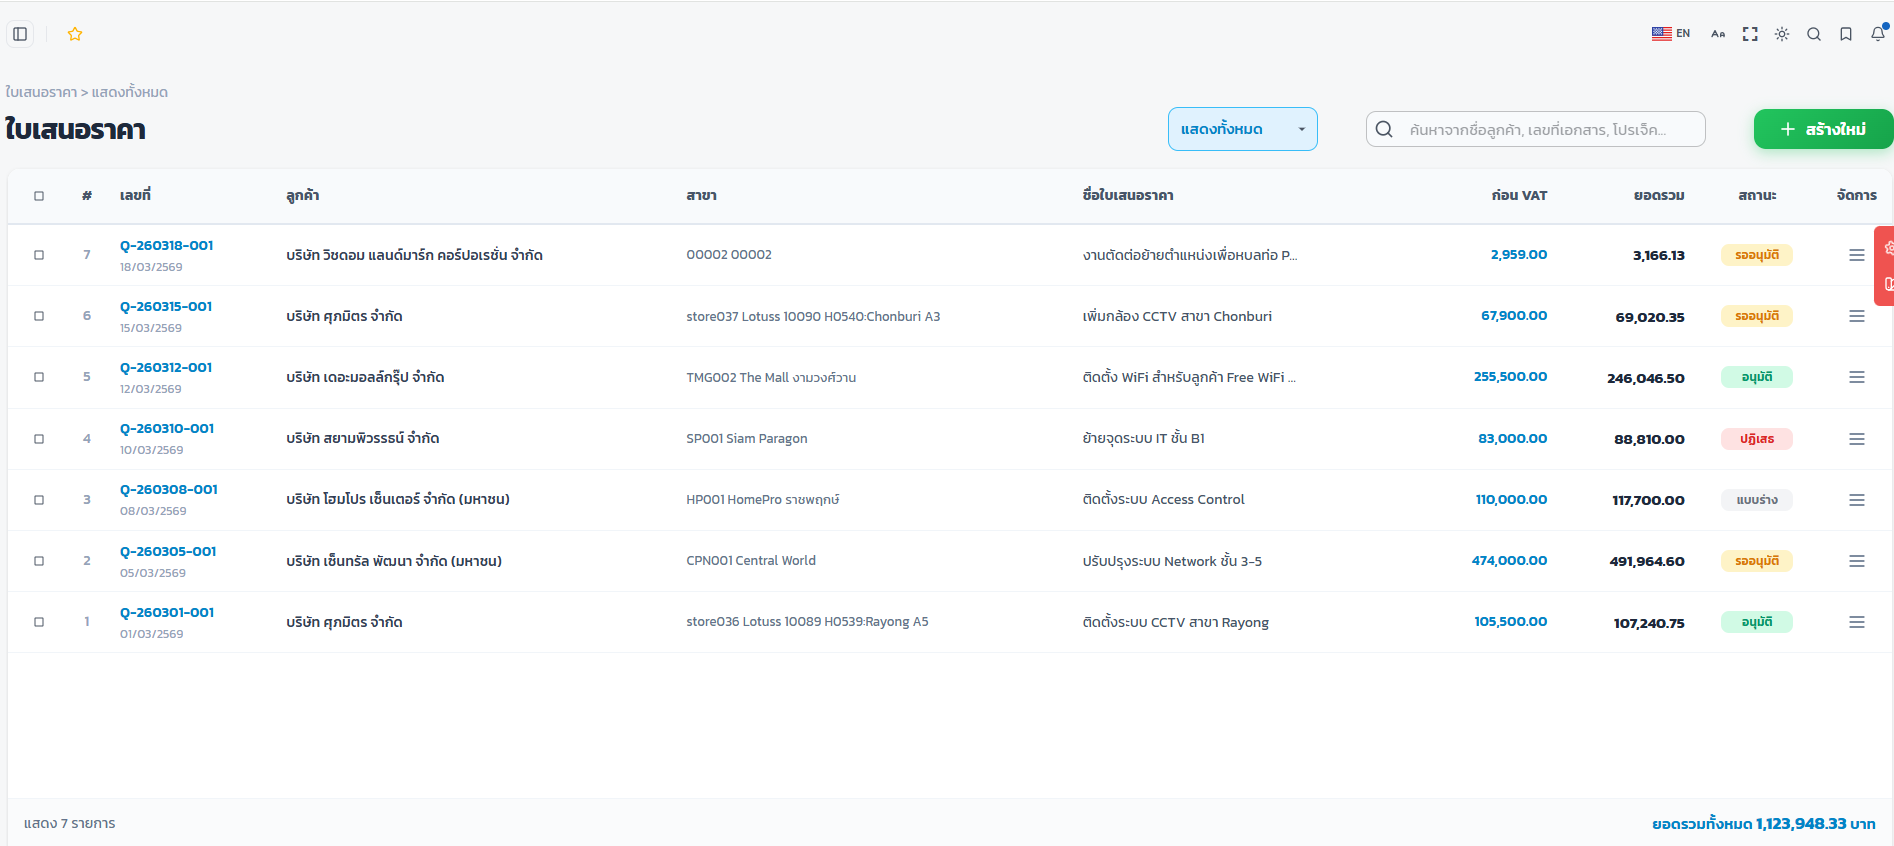 EN
ใบเสนอราคา > แสดงทั้งหมด
ใบเสนอราคา
แสดงทั้งหมด
ค้นหาจากชื่อลูกค้า, เลขที่เอกสาร, โปรเจ็ค...
+ สร้างใหม่
# เลขที่ ลูกค้า สาขา ชื่อใบเสนอราคา ก่อน VAT ยอดรวม สถานะ จัดการ
7 Q-260318-001 บริษัท วิชดอม แลนด์มาร์ก คอร์ปอเรชั่น จำกัด 00002 00002 งานตัดต่อย้ายตำแหน่งเพื่อหบลท่อ P... 2,959.00 3,166.13 รออนุมัติ
18/03/2569
6 Q-260315-001 บริษัท ศุภมิตร จำกัด store037 Lotuss 10090 H0540:Chonburi A3 เพิ่มกล้อง CCTV สาขา Chonburi 67,900.00 69,020.35 รออนุมัติ
15/03/2569
5 Q-260312-001 บริษัท เดอะมอลล์กรุ๊ป จำกัด TMG002 The Mall งามวงศ์วาน ติดตั้ง WiFi สำหรับลูกค้า Free WiFi ... 255,500.00 246,046.50 อนุมัติ
12/03/2569
4 Q-260310-001 บริษัท สยามพิวรรธน์ จำกัด SP001 Siam Paragon ย้ายจุดระบบ IT ชั้น B1 83,000.00 88,810.00 ปฏิเสธ
10/03/2569
3 Q-260308-001 บริษัท โฮมโปร เซ็นเตอร์ จำกัด (มหาชน) HP001 HomePro ราชพฤกษ์ ติดตั้งระบบ Access Control 110,000.00 117,700.00 แบบร่าง
08/03/2569
2 Q-260305-001 บริษัท เซ็นทรัล พัฒนา จำกัด (มหาชน) CPN001 Central World ปรับปรุงระบบ Network ชั้น 3-5 474,000.00 491,964.60 รออนุมัติ
05/03/2569
1 Q-260301-001 บริษัท ศุภมิตร จำกัด store036 Lotuss 10089 H0539:Rayong A5 ติดตั้งระบบ CCTV สาขา Rayong 105,500.00 107,240.75 อนุมัติ
01/03/2569
แสดง 7 รายการ
ยอดรวมทั้งหมด 1,123,948.33 บาท